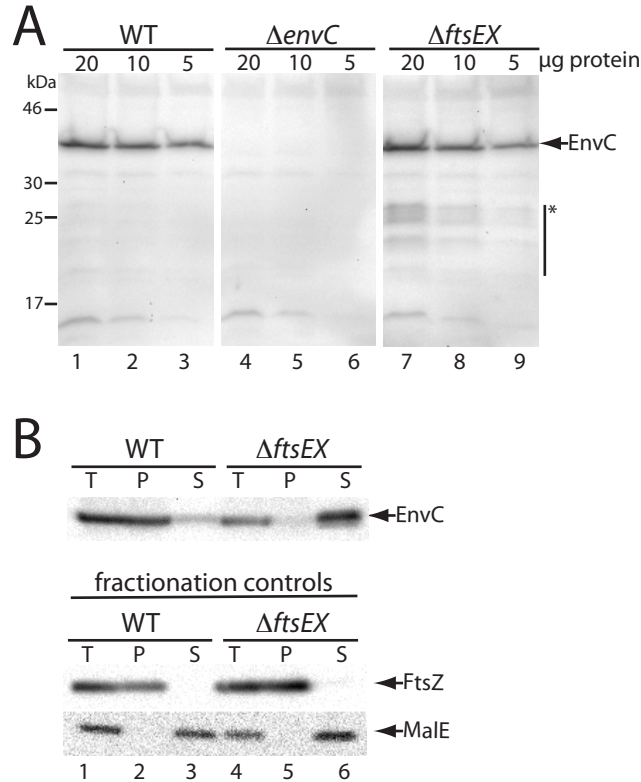 A
WT ΔenvC ΔftsEX
20 10 5 20 10 5 20 10 5 μg protein
kDa
46
EnvC
30
25
*
17
1 2 3 4 5 6 7 8 9
B
WT ΔftsEX
T P S T P S
EnvC
fractionation controls
WT ΔftsEX
T P S T P S
FtsZ
MalE
1 2 3 4 5 6